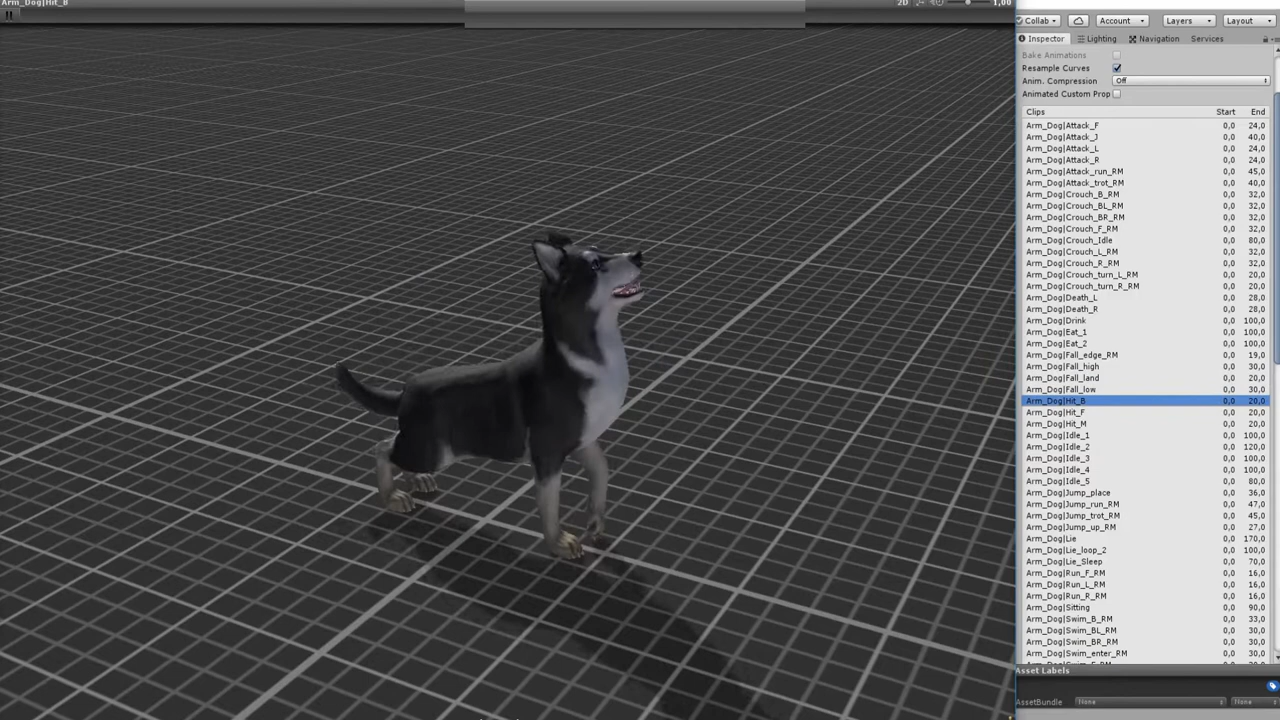 Arm_Dog|Hit_B
2D
1,00
Collab
Account
Layers
Layout
Inspector
Lighting
Navigation
Services
Bake Animations
Resample Curves
Anim. Compression
Off
Animated Custom Prop
Clips Start End
Arm_Dog|Attack_F 0,0 24,0
Arm_Dog|Attack_J 0,0 40,0
Arm_Dog|Attack_L 0,0 24,0
Arm_Dog|Attack_R 0,0 24,0
Arm_Dog|Attack_run_RM 0,0 45,0
Arm_Dog|Attack_trot_RM 0,0 40,0
Arm_Dog|Crouch_B_RM 0,0 32,0
Arm_Dog|Crouch_BL_RM 0,0 32,0
Arm_Dog|Crouch_BR_RM 0,0 32,0
Arm_Dog|Crouch_F_RM 0,0 32,0
Arm_Dog|Crouch_Idle 0,0 80,0
Arm_Dog|Crouch_L_RM 0,0 32,0
Arm_Dog|Crouch_R_RM 0,0 32,0
Arm_Dog|Crouch_turn_L_RM 0,0 20,0
Arm_Dog|Crouch_turn_R_RM 0,0 20,0
Arm_Dog|Death_L 0,0 28,0
Arm_Dog|Death_R 0,0 28,0
Arm_Dog|Drink 0,0 100,0
Arm_Dog|Eat_1 0,0 100,0
Arm_Dog|Eat_2 0,0 100,0
Arm_Dog|Fall_edge_RM 0,0 19,0
Arm_Dog|Fall_high 0,0 30,0
Arm_Dog|Fall_land 0,0 20,0
Arm_Dog|Fall_low 0,0 30,0
Arm_Dog|Hit_B 0,0 20,0
Arm_Dog|Hit_F 0,0 20,0
Arm_Dog|Hit_M 0,0 20,0
Arm_Dog|Idle_1 0,0 100,0
Arm_Dog|Idle_2 0,0 120,0
Arm_Dog|Idle_3 0,0 100,0
Arm_Dog|Idle_4 0,0 100,0
Arm_Dog|Idle_5 0,0 80,0
Arm_Dog|Jump_place 0,0 36,0
Arm_Dog|Jump_run_RM 0,0 47,0
Arm_Dog|Jump_trot_RM 0,0 45,0
Arm_Dog|Jump_up_RM 0,0 27,0
Arm_Dog|Lie 0,0 170,0
Arm_Dog|Lie_loop_2 0,0 100,0
Arm_Dog|Lie_Sleep 0,0 70,0
Arm_Dog|Run_F_RM 0,0 16,0
Arm_Dog|Run_L_RM 0,0 16,0
Arm_Dog|Run_R_RM 0,0 16,0
Arm_Dog|Sitting 0,0 90,0
Arm_Dog|Swim_B_RM 0,0 33,0
Arm_Dog|Swim_BL_RM 0,0 30,0
Arm_Dog|Swim_BR_RM 0,0 30,0
Arm_Dog|Swim_enter_RM 0,0 30,0
Asset Labels
AssetBundle
None
None